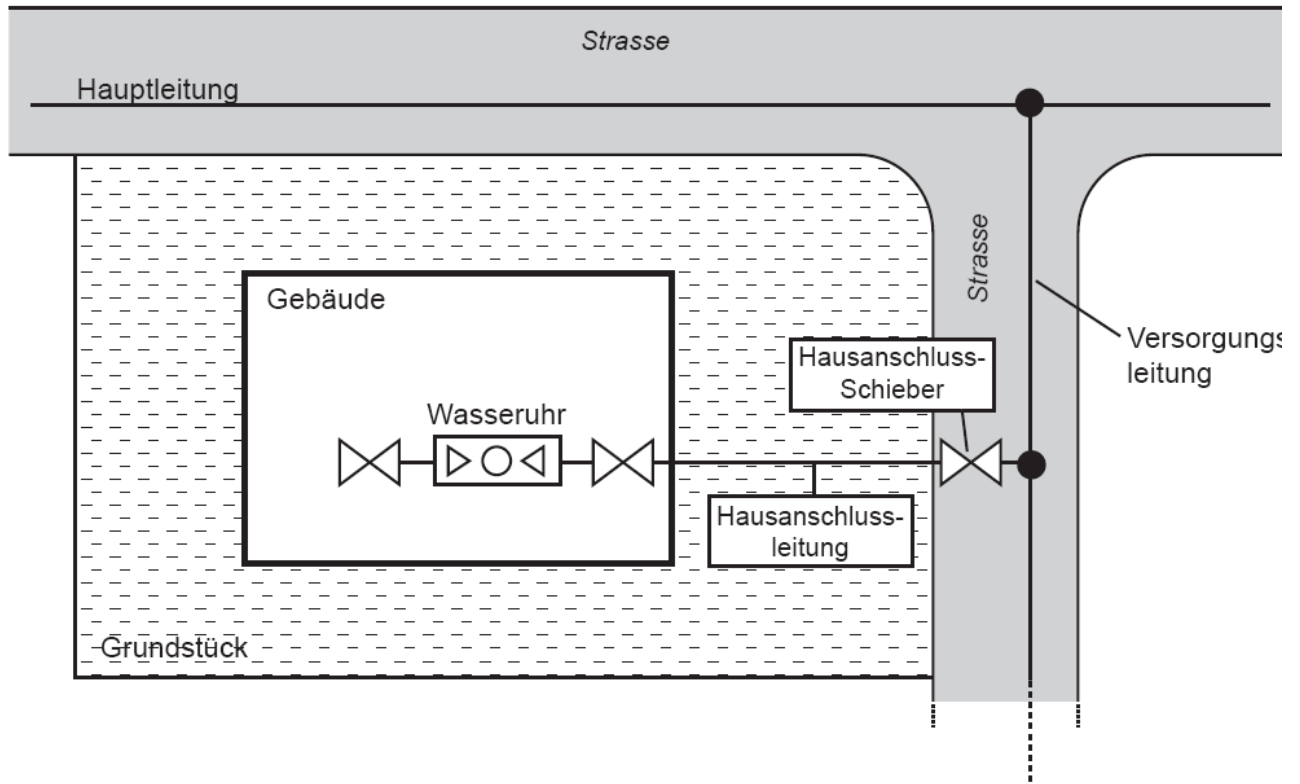 Strasse
Hauptleitung
Strasse
Gebäude
Versorgungs
leitung
Hausanschluss-
Schieber
Wasseruhr
Hausanschluss-
leitung
Grundstück